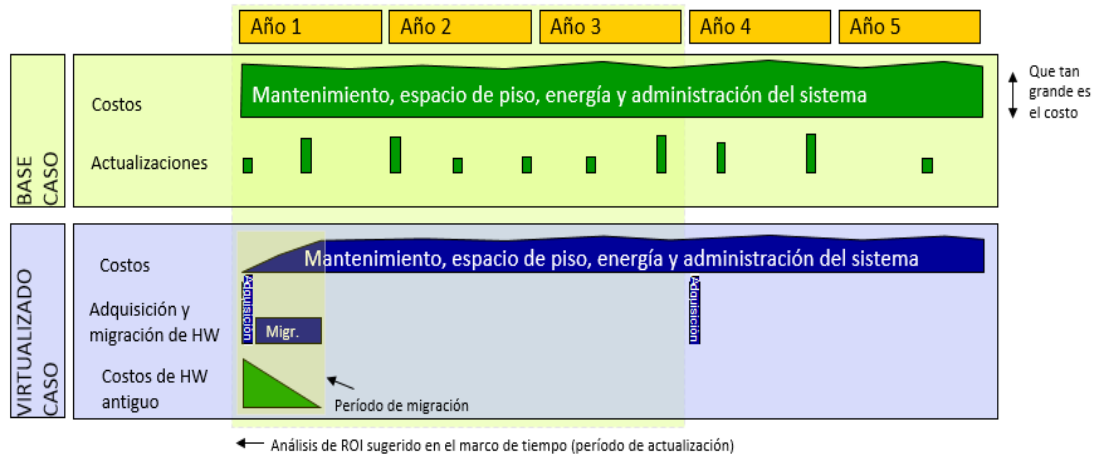 Año 1
Año 2
Año 3
Año 4
Año 5
BASE
CASO
Costos
Mantenimiento, espacio de piso, energía y administración del sistema
Que tan
grande es
el costo
Actualizaciones
VIRTUALIZADO
CASO
Costos
Mantenimiento, espacio de piso, energía y administración del sistema
Adquisición y
migración de HW
Adquisición
Migr.
Adquisición
Costos de HW
antiguo
Período de migración
Análisis de ROI sugerido en el marco de tiempo (período de actualización)